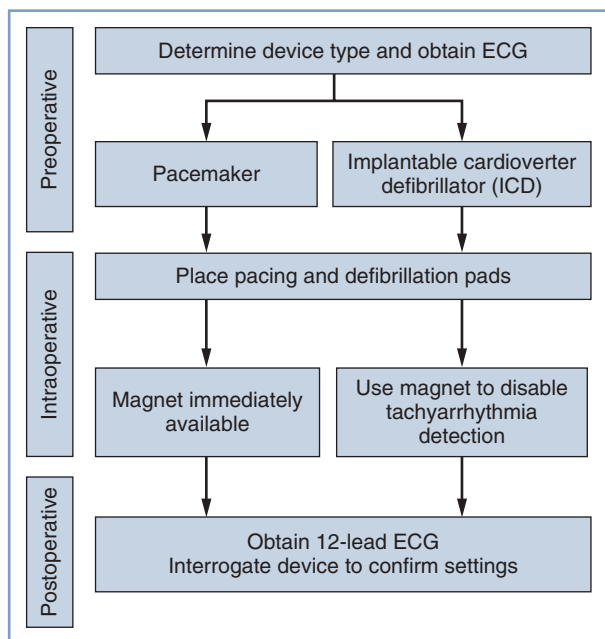 Preoperative
Determine device type and obtain ECG
Pacemaker
Implantable cardioverter
defibrillator (ICD)
Intraoperative
Place pacing and defibrillation pads
Magnet immediately
available
Use magnet to disable
tachyarrhythmia
detection
Postoperative
Obtain 12-lead ECG
Interrogate device to confirm settings